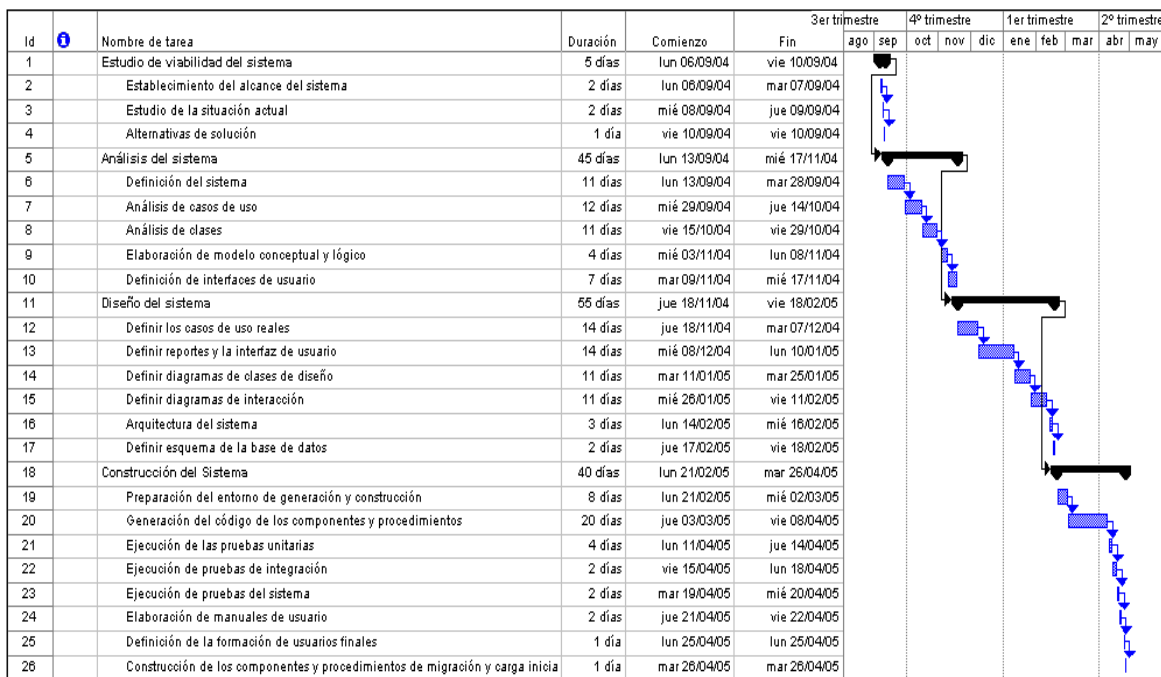 3er trimestre 4º trimestre 1er trimestre 2º trimestre
Id Nombre de tarea Duración Comienzo Fin ago sep oct nov dic ene feb mar abr may
1 Estudio de viabilidad del sistema 5 días lun 06/09/04 vie 10/09/04
2 Establecimiento del alcance del sistema 2 días lun 06/09/04 mar 07/09/04
3 Estudio de la situación actual 2 días mié 08/09/04 jue 09/09/04
4 Alternativas de solución 1 día vie 10/09/04 vie 10/09/04
5 Análisis del sistema 45 días lun 13/09/04 mié 17/11/04
6 Definición del sistema 11 días lun 13/09/04 mar 28/09/04
7 Análisis de casos de uso 12 días mié 29/09/04 jue 14/10/04
8 Análisis de clases 11 días vie 15/10/04 vie 29/10/04
9 Elaboración de modelo conceptual y lógico 4 días mié 03/11/04 lun 08/11/04
10 Definición de interfaces de usuario 7 días mar 09/11/04 mié 17/11/04
11 Diseño del sistema 55 días jue 18/11/04 vie 18/02/05
12 Definir los casos de uso reales 14 días jue 18/11/04 mar 07/12/04
13 Definir reportes y la interfaz de usuario 14 días mié 08/12/04 lun 10/01/05
14 Definir diagramas de clases de diseño 11 días mar 11/01/05 mar 25/01/05
15 Definir diagramas de interacción 11 días mié 26/01/05 vie 11/02/05
16 Arquitectura del sistema 3 días lun 14/02/05 mié 16/02/05
17 Definir esquema de la base de datos 2 días jue 17/02/05 vie 18/02/05
18 Construcción del Sistema 40 días lun 21/02/05 mar 26/04/05
19 Preparación del entorno de generación y construcción 8 días lun 21/02/05 mié 02/03/05
20 Generación del código de los componentes y procedimientos 20 días jue 03/03/05 vie 08/04/05
21 Ejecución de las pruebas unitarias 4 días lun 11/04/05 jue 14/04/05
22 Ejecución de pruebas de integración 2 días vie 15/04/05 lun 18/04/05
23 Ejecución de pruebas del sistema 2 días mar 19/04/05 mié 20/04/05
24 Elaboración de manuales de usuario 2 días jue 21/04/05 vie 22/04/05
25 Definición de la formación de usuarios finales 1 día lun 25/04/05 lun 25/04/05
26 Construcción de los componentes y procedimientos de migración y carga inicia 1 día mar 26/04/05 mar 26/04/05